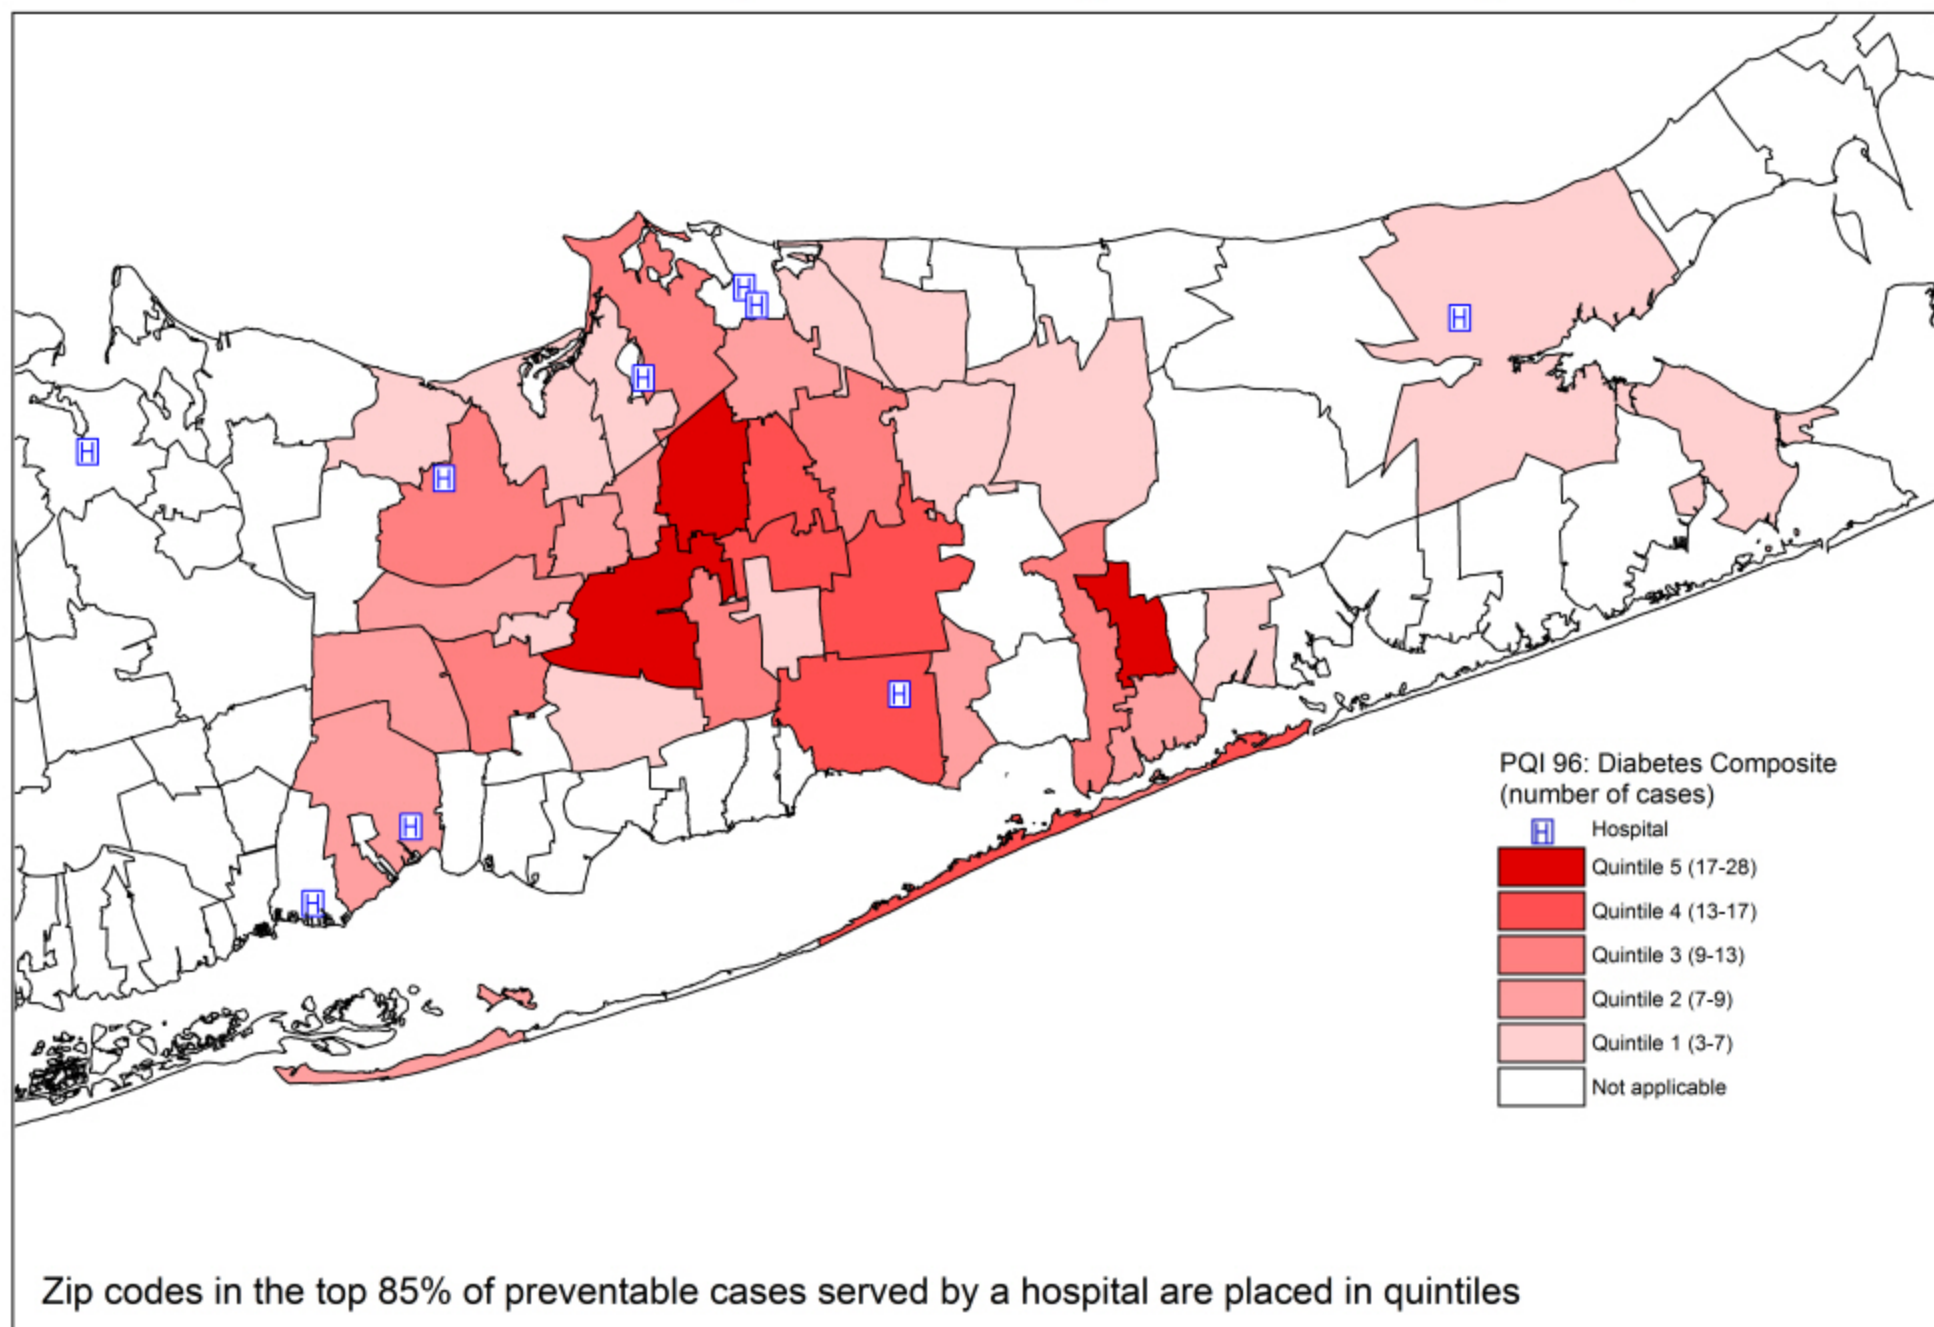 H
H
H
H
H
H
H
H
H
PQI 96: Diabetes Composite
(number of cases)
H Hospital
Quintile 5 (17-28)
Quintile 4 (13-17)
Quintile 3 (9-13)
Quintile 2 (7-9)
Quintile 1 (3-7)
Not applicable
Zip codes in the top 85% of preventable cases served by a hospital are placed in quintiles